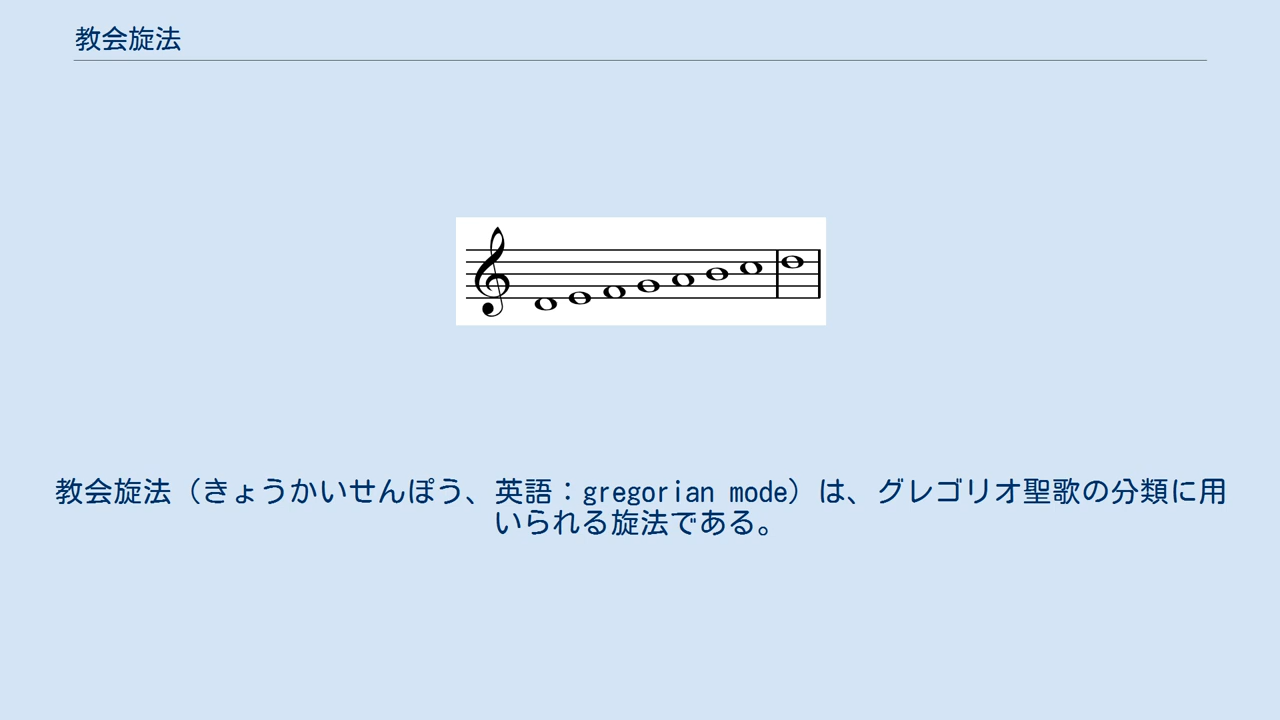 教会旋法
教会旋法（きょうかいせんぽう、英語：gregorian mode）は、グレゴリオ聖歌の分類に用
いられる旋法である。